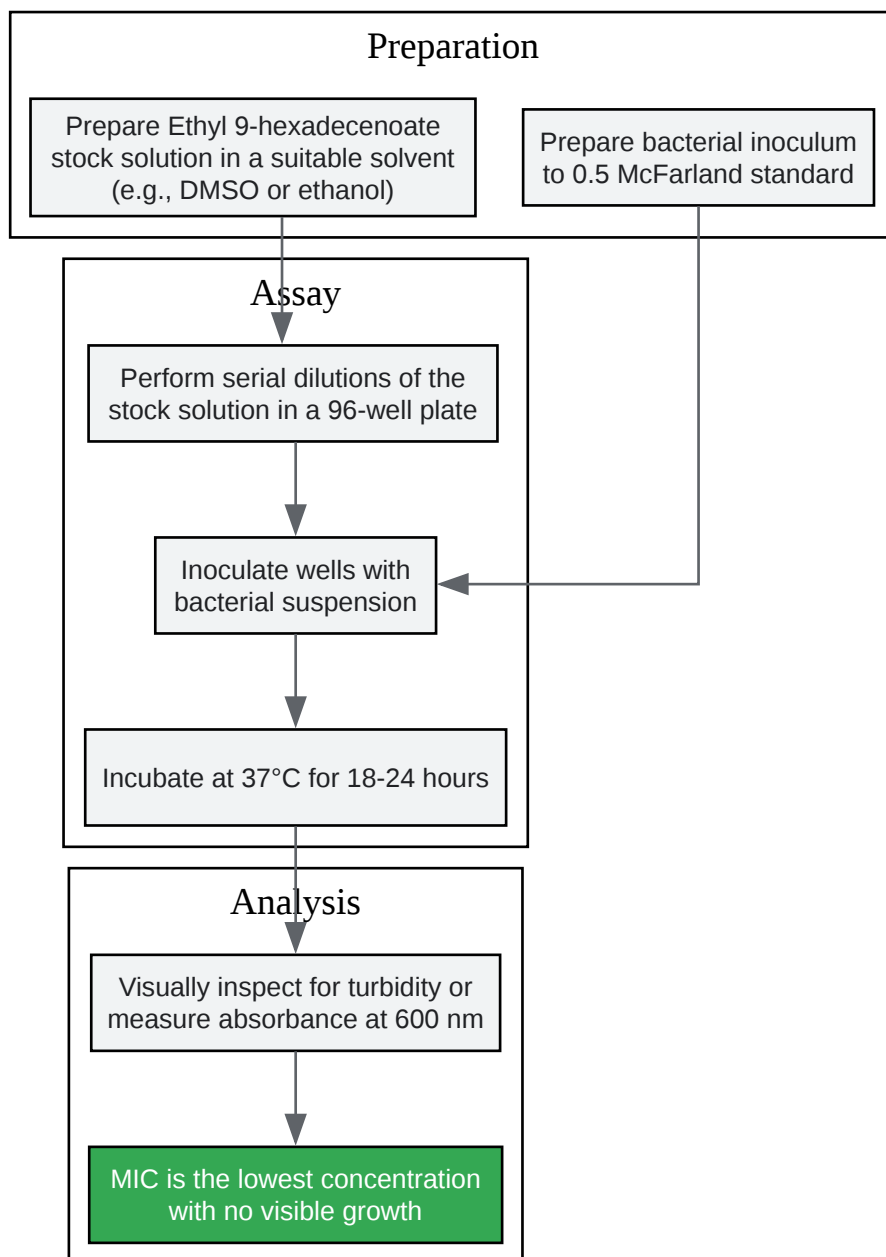 Preparation
Prepare Ethyl 9-hexadecenoate
stock solution in a suitable solvent
(e.g., DMSO or ethanol)
Prepare bacterial inoculum
to 0.5 McFarland standard
Assay
Perform serial dilutions of the
stock solution in a 96-well plate
Inoculate wells with
bacterial suspension
Incubate at 37°C for 18-24 hours
Analysis
Visually inspect for turbidity or
measure absorbance at 600 nm
MIC is the lowest concentration
with no visible growth